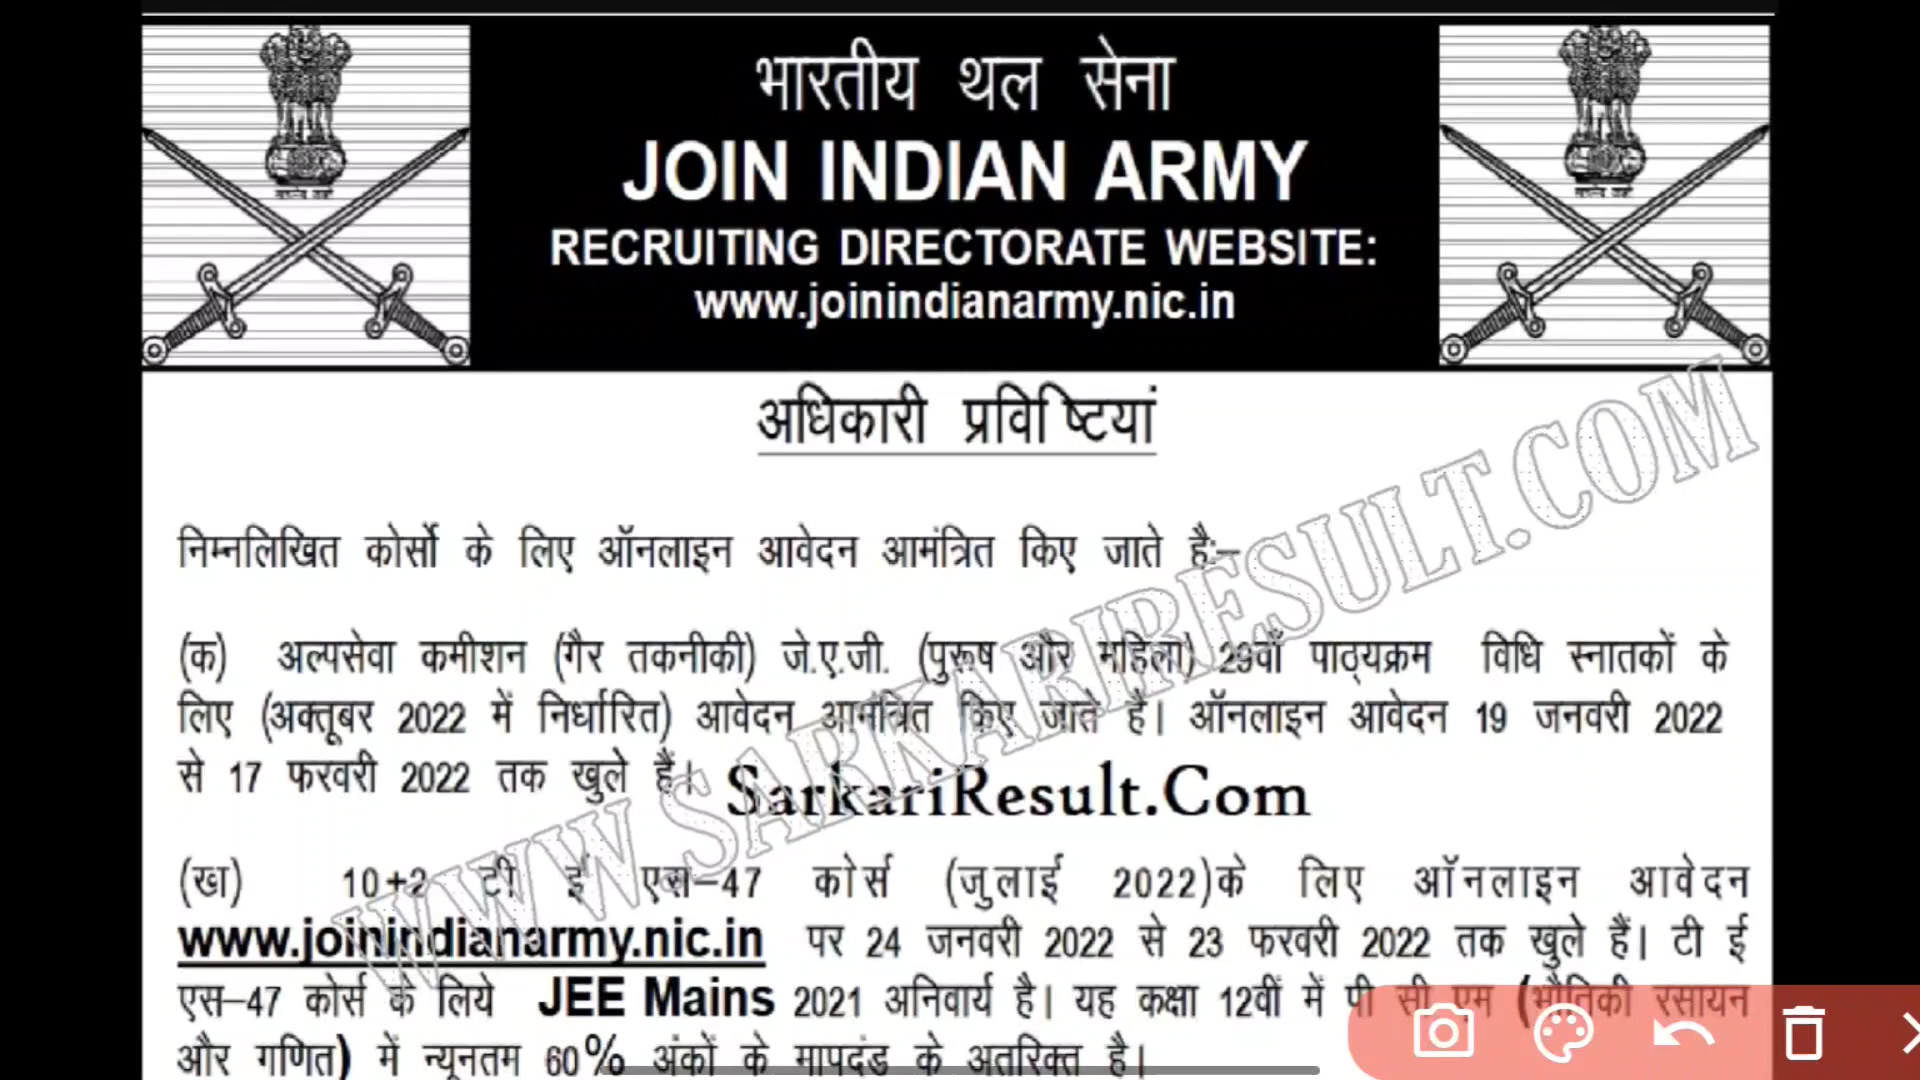 भारतीय थल सेना
JOIN INDIAN ARMY
RECRUITING DIRECTORATE WEBSITE:
www.joinindianarmy.nic.in
अधिकारी प्रविष्टियां
निम्नलिखित कोर्सो के लिए ऑनलाइन आवेदन आमंत्रित किए जाते है:–
(क) अल्पसेवा कमीशन (गैर तकनीकी) जे.ए.जी. (पुरूष और महिला) 29वाँ पाठ्यक्रम विधि स्नातकों के
लिए (अक्तूबर 2022 में निर्धारित) आवेदन आमंत्रित किए जाते है। ऑनलाइन आवेदन 19 जनवरी 2022
से 17 फरवरी 2022 तक खुले हैं।
SarkariResult.Com
WWW.SARKARIRESULT.COM
(खा) 10+2 टी ई एस–47 कोर्स (जुलाई 2022)के लिए ऑनलाइन आवेदन
www.joinindianarmy.nic.in पर 24 जनवरी 2022 से 23 फरवरी 2022 तक खुले हैं। टी ई
एस–47 कोर्स के लिये JEE Mains 2021 अनिवार्य है। यह कक्षा 12वीं में पी सी एम (भौतिकी रसायन
और गणित) में न्यूनतम 60% अंकों के मापदंड के अतरिक्त है।